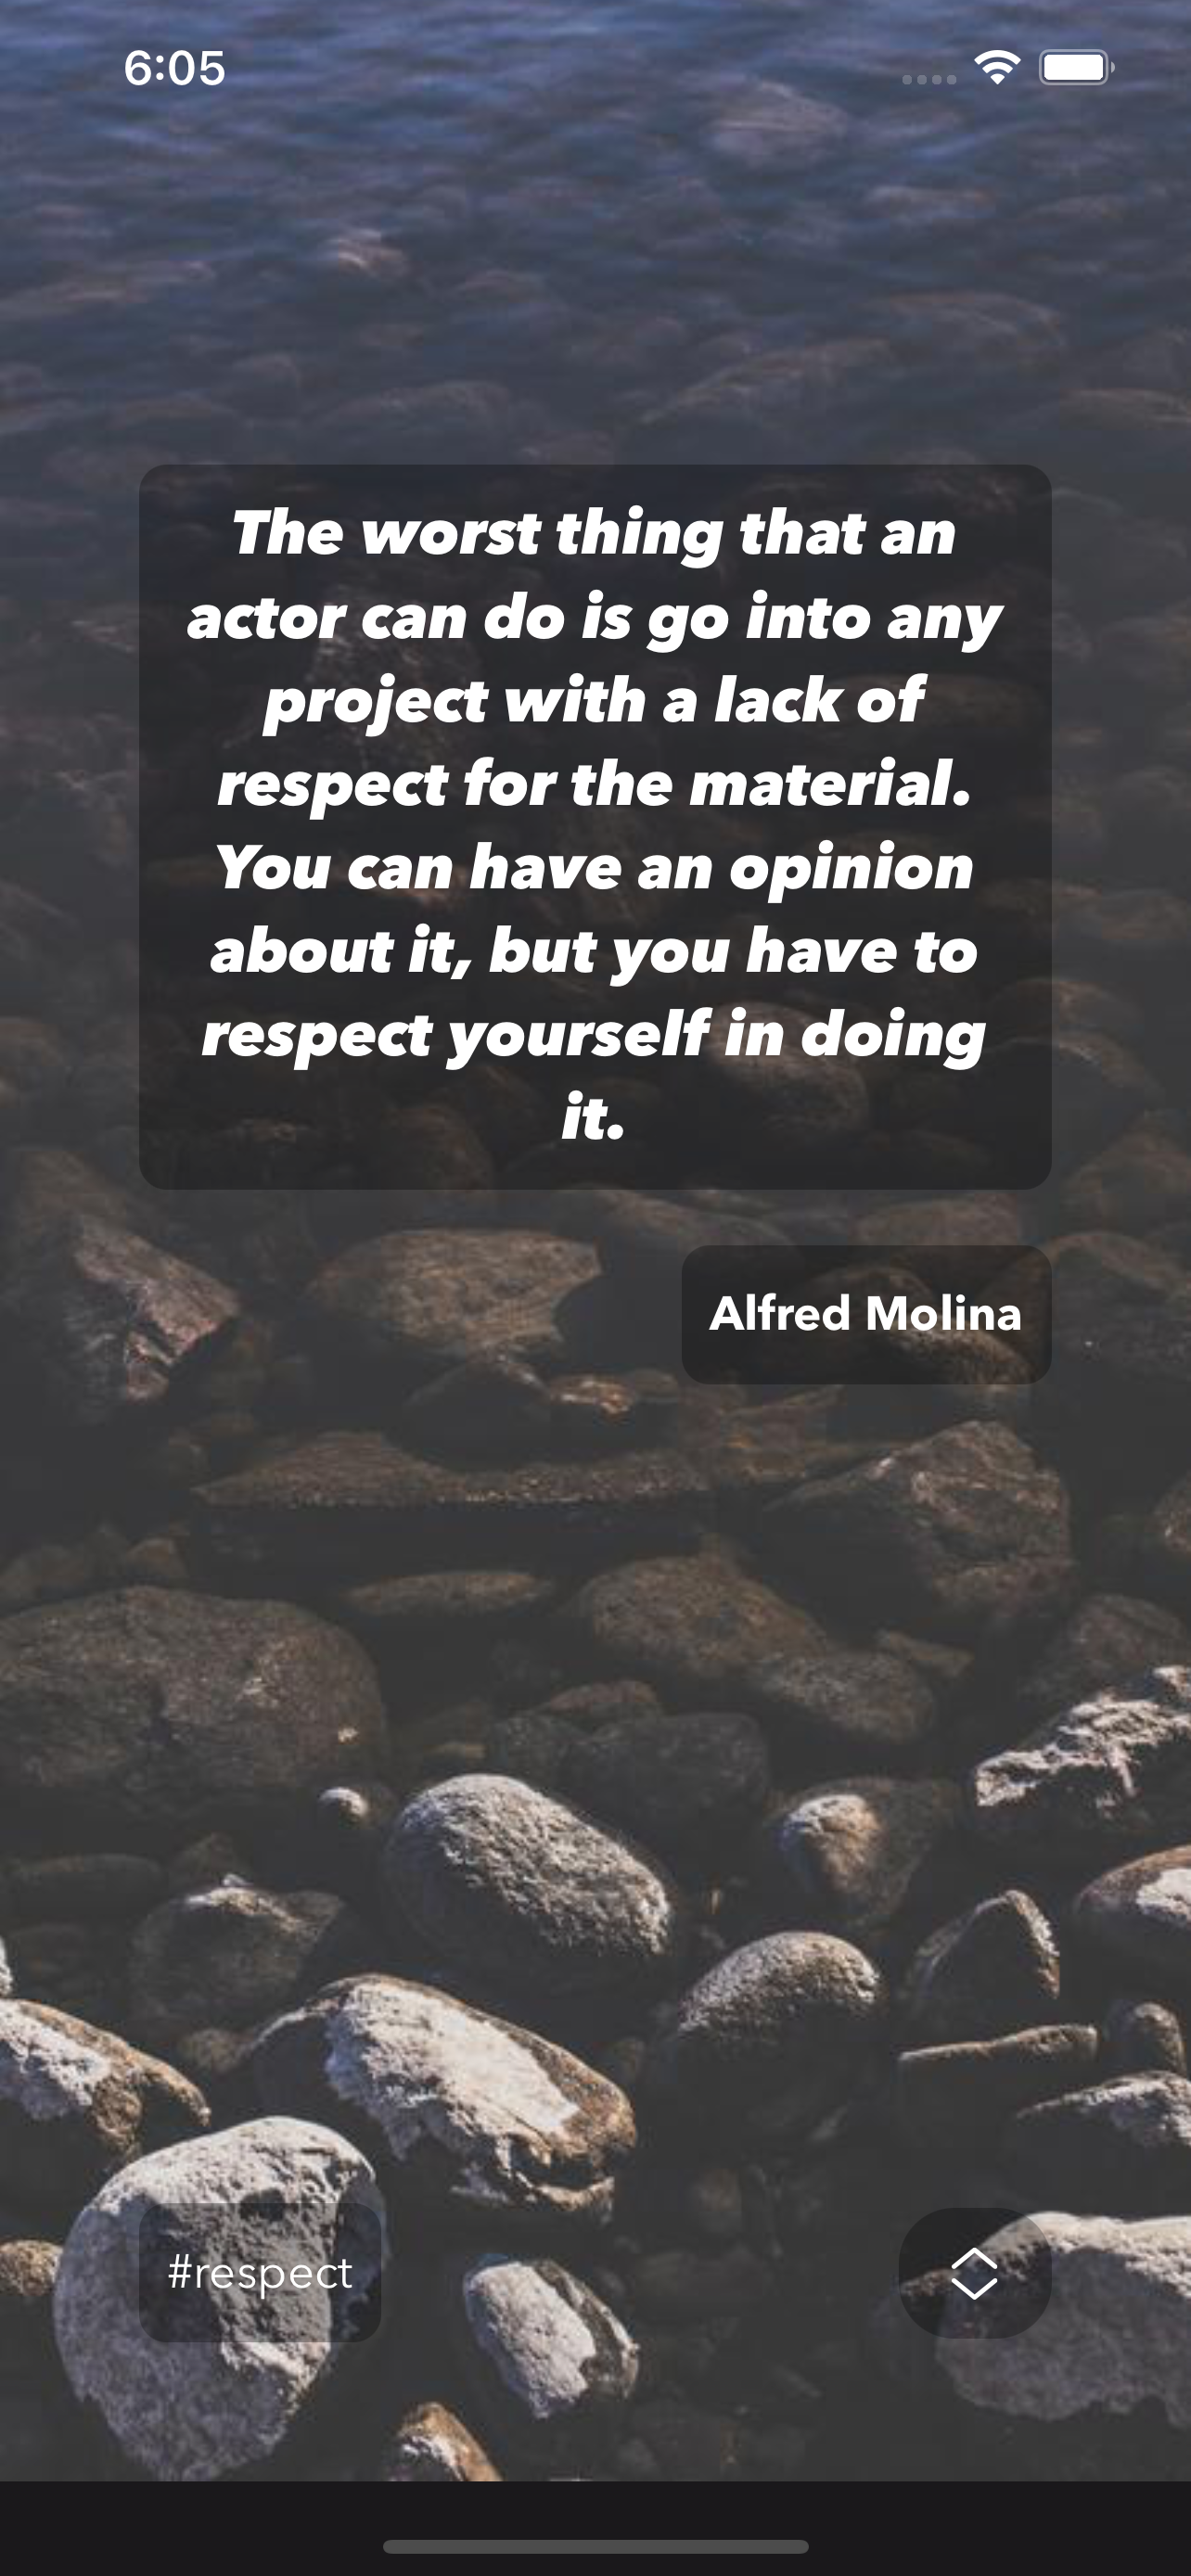 6:05
The worst thing that an
actor can do is go into any
project with a lack of
respect for the material.
You can have an opinion
about it, but you have to
respect yourself in doing
it.
Alfred Molina
#respect